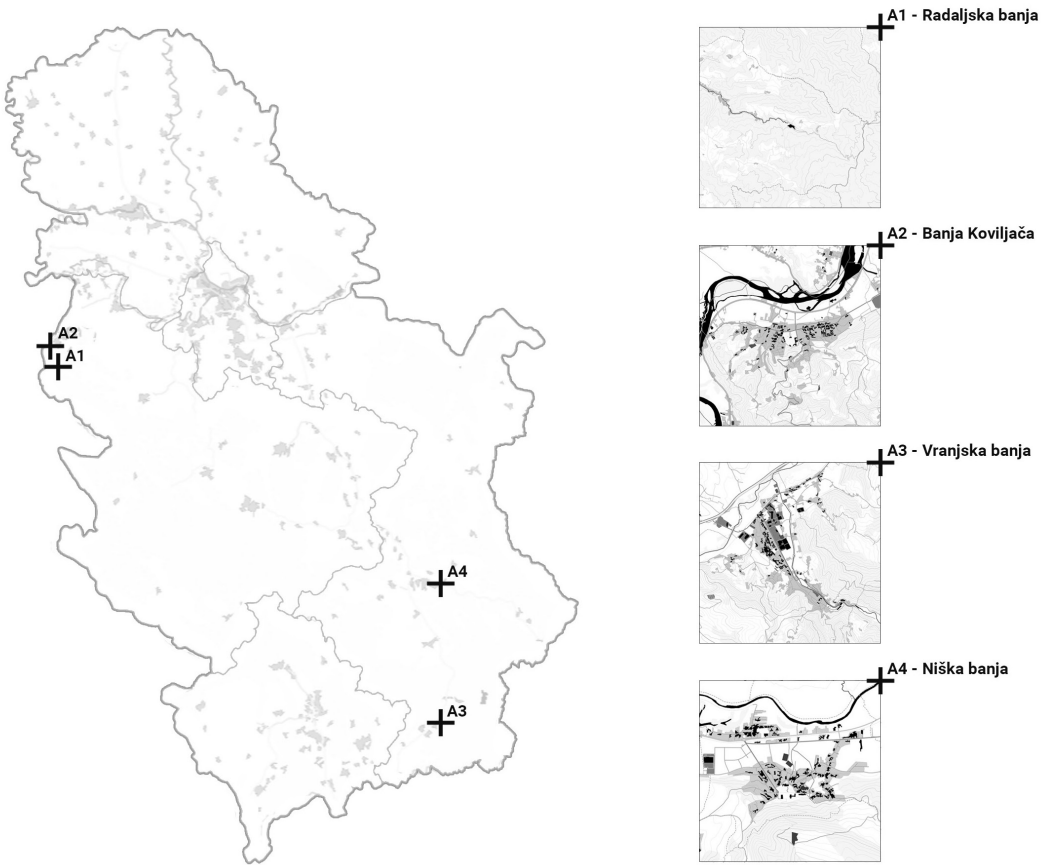 A2
A1
A4
A3
A1 - Radaljska banja
A2 - Banja Koviljača
A3 - Vranjska banja
A4 - Niška banja